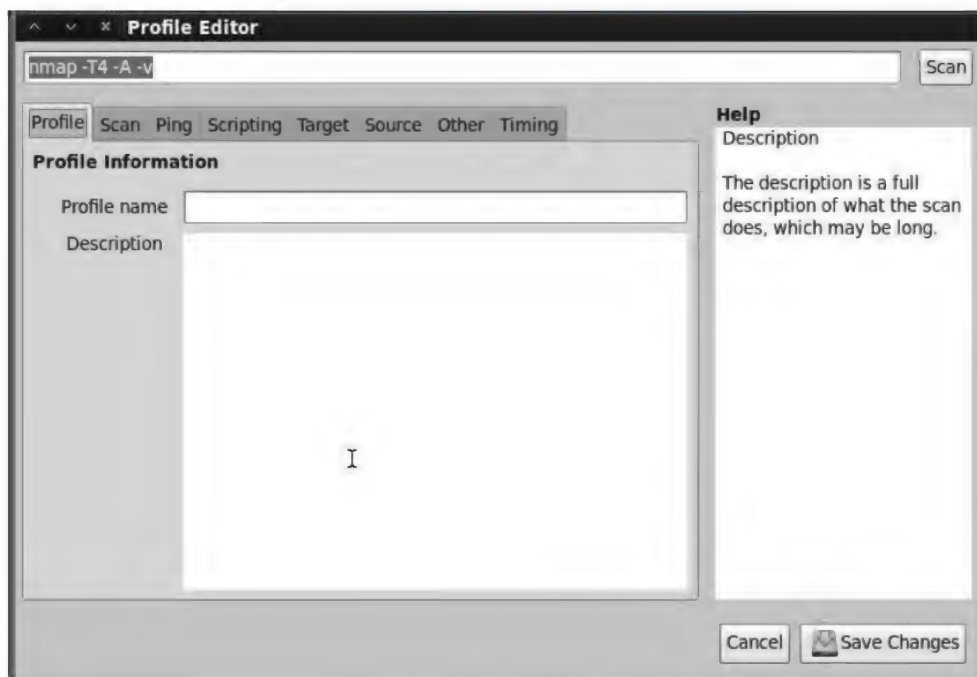 Profile Editor
nmap -T4 -A -v
Scan
Profile Scan Ping Scripting Target Source Other Timing
Profile Information
Profile name
Description
Help
Description
The description is a full
description of what the scan
does, which may be long.
Cancel
Save Changes